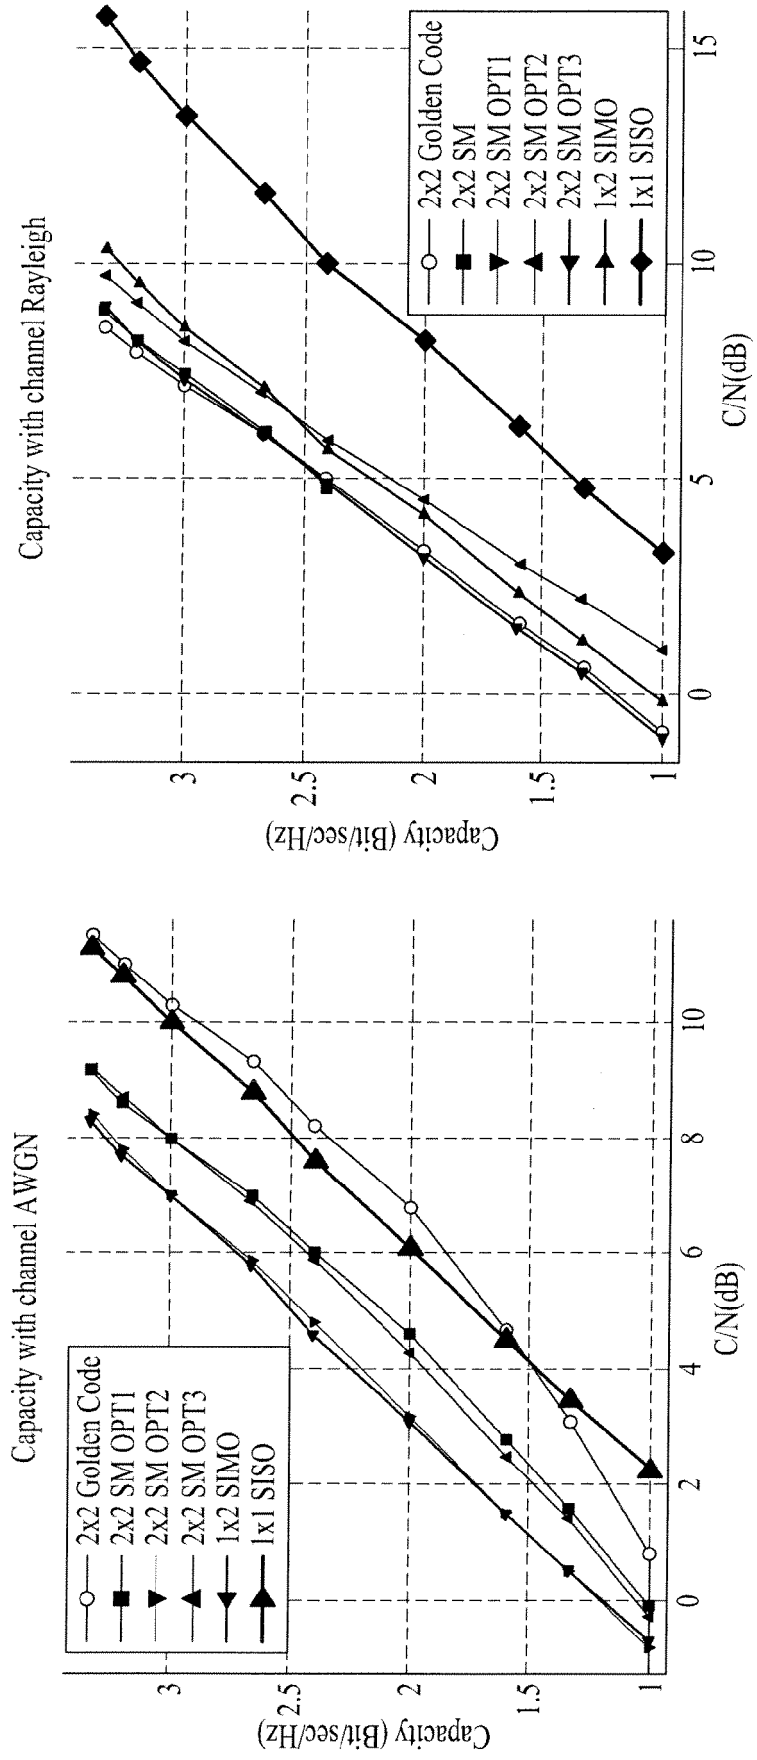 Capacity with channel AWGN
2x2 Golden Code
2x2 SM OPT1
2x2 SM OPT2
2x2 SM OPT3
1x2 SIMO
1x1 SISO
Capacity (Bit/sec/Hz)
3
2.5
2
1.5
1
0
2
4
6
8
10
C/N(dB)
Capacity with channel Rayleigh
2x2 Golden Code
2x2 SM
2x2 SM OPT1
2x2 SM OPT2
2x2 SM OPT3
1x2 SIMO
1x1 SISO
Capacity (Bit/sec/Hz)
3
2.5
2
1.5
1
0
5
10
15
C/N(dB)